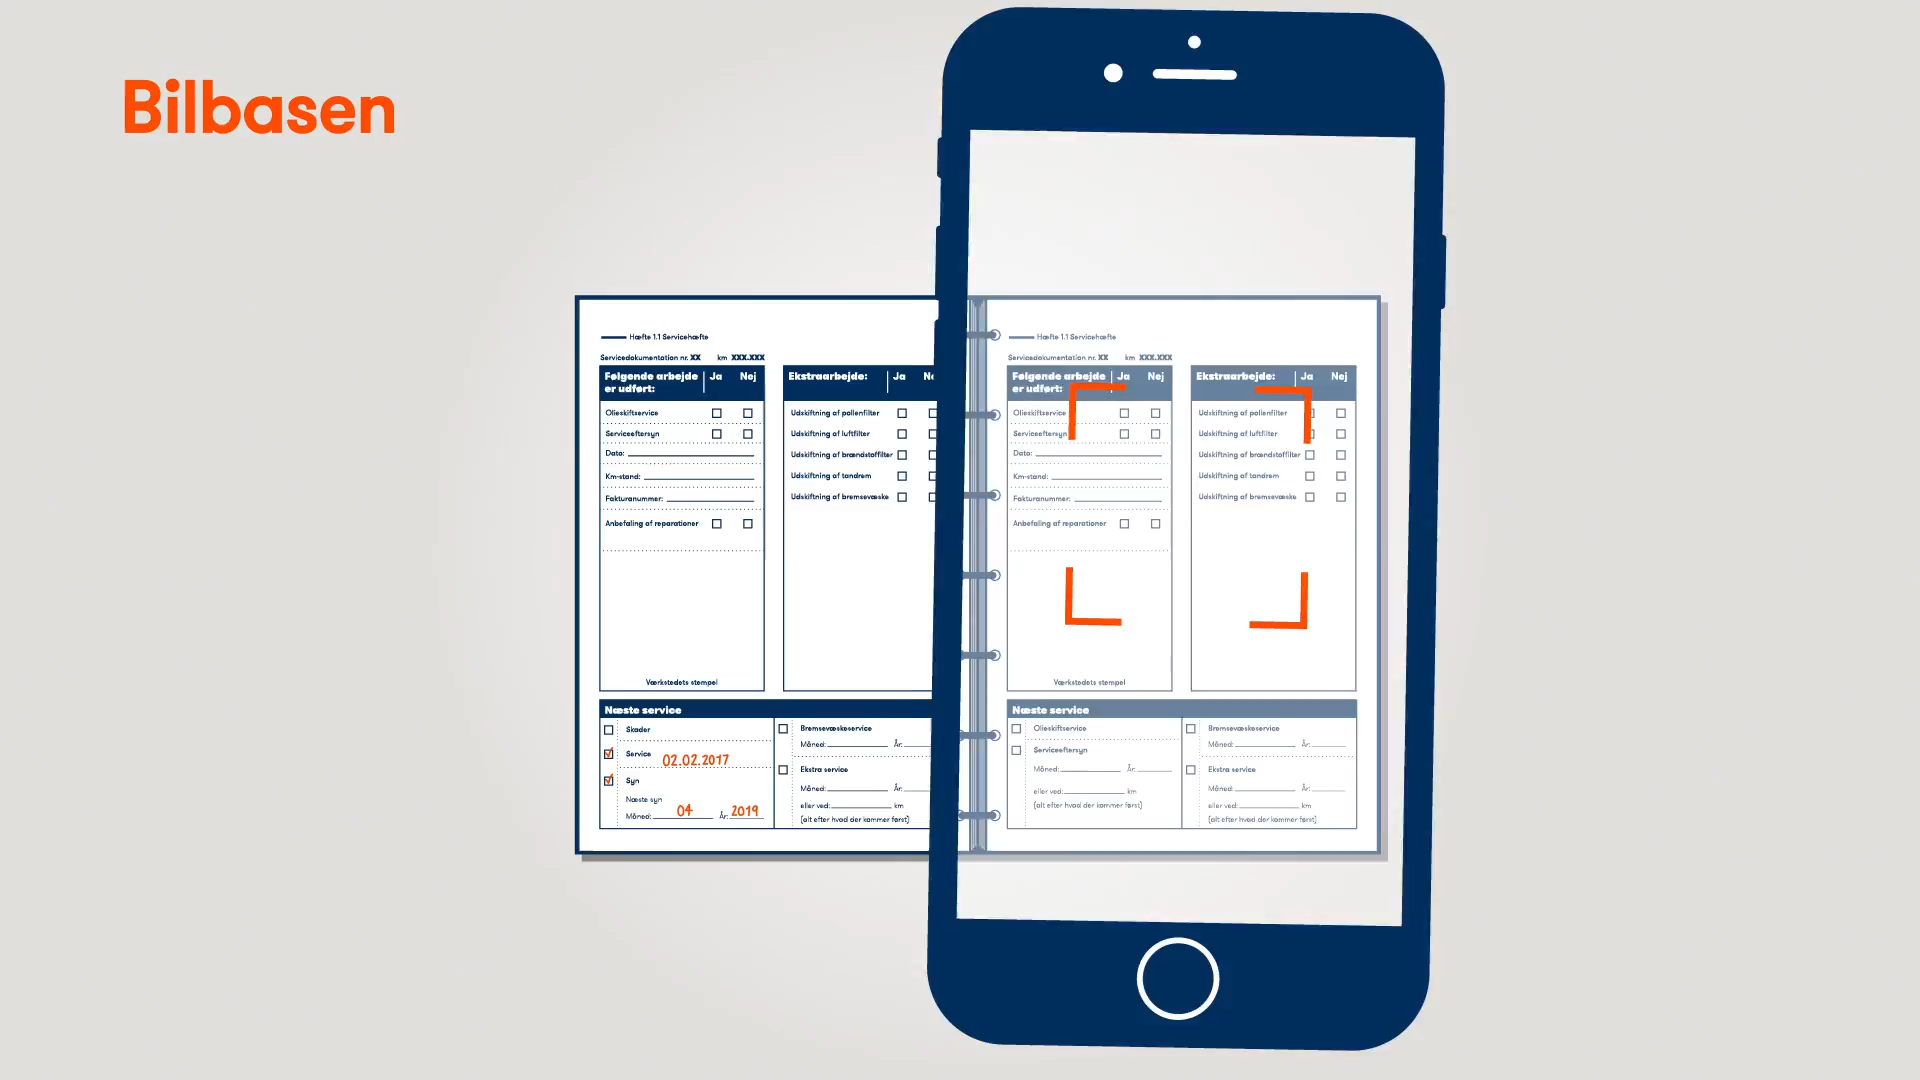 Bilbasen
Hæfte 1.1 Servicehæfte
Servicedokumentation nr. XX km XXX.XXX
Følgende arbejde er udført: Ja Nej
Olieskiftservice
Serviceeftersyn
Dato:
Km-stand:
Fakturanummer:
Anbefaling af reparationer
Værkstedets stempel
Ekstraarbejde: Ja
Udskiftning af pollenfilter
Udskiftning af luftfilter
Udskiftning af brændstoffilter
Udskiftning af tandrem
Udskiftning af bremsevæske
Næste service
Skader
Service 02.02.2017
Syn
Næste syn
Måned: 04 År: 2019
Bremsevæskeservice
Måned: År:
Ekstra service
Måned: År:
eller ved: km
(alt efter hvad der kommer først)
Hæfte 1.1 Servicehæfte
Servicedokumentation nr. XX km XXX.XXX
Følgende arbejde er udført: Ja Nej
Olieskiftservice
Serviceeftersyn
Dato:
Km-stand:
Fakturanummer:
Anbefaling af reparationer
Værkstedets stempel
Ekstraarbejde: Ja Nej
Udskiftning af pollenfilter
Udskiftning af luftfilter
Udskiftning af brændstoffilter
Udskiftning af tandrem
Udskiftning af bremsevæske
Næste service
Olieskiftservice
Serviceeftersyn
Måned: År:
eller ved: km
(alt efter hvad der kommer først)
Bremsevæskeservice
Måned: År:
Ekstra service
Måned: År:
eller ved: km
(alt efter hvad der kommer først)